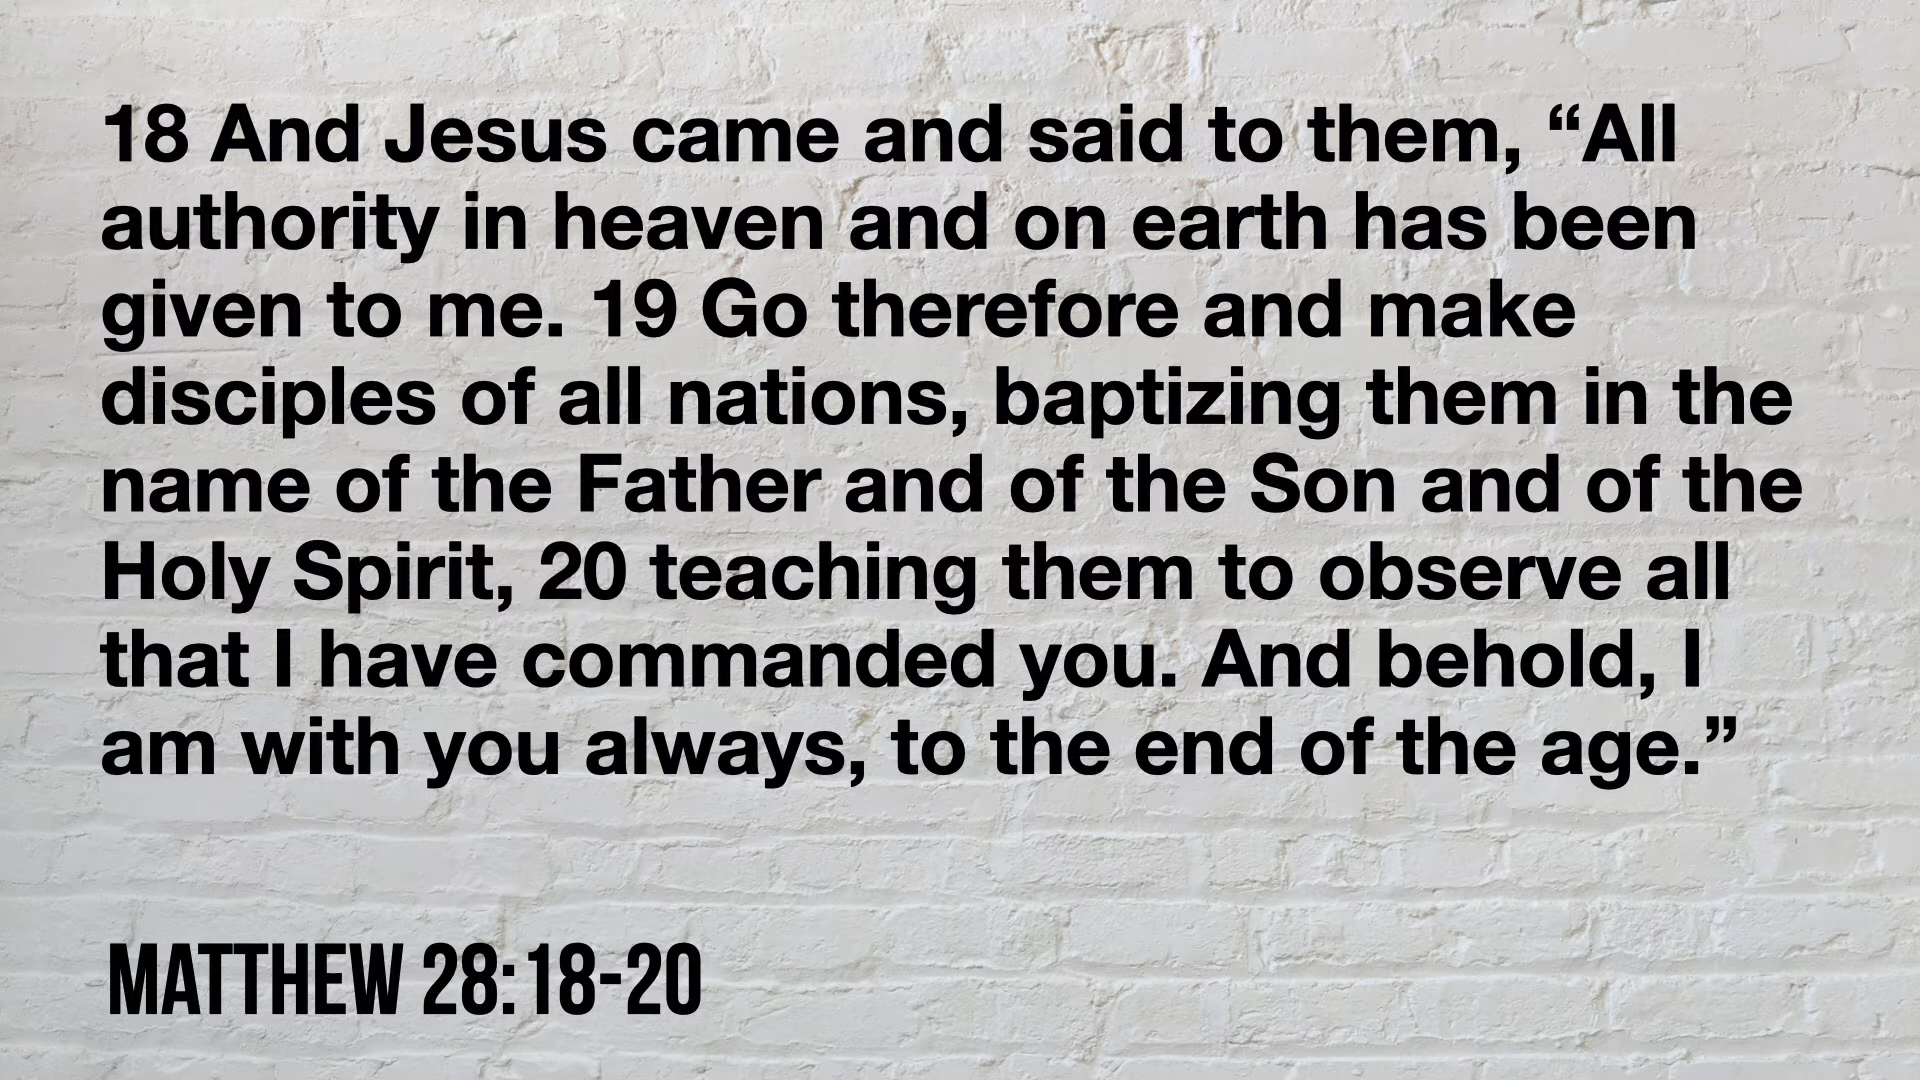 18 And Jesus came and said to them, “All
authority in heaven and on earth has been
given to me. 19 Go therefore and make
disciples of all nations, baptizing them in the
name of the Father and of the Son and of the
Holy Spirit, 20 teaching them to observe all
that I have commanded you. And behold, I
am with you always, to the end of the age.”
MATTHEW 28:18-20